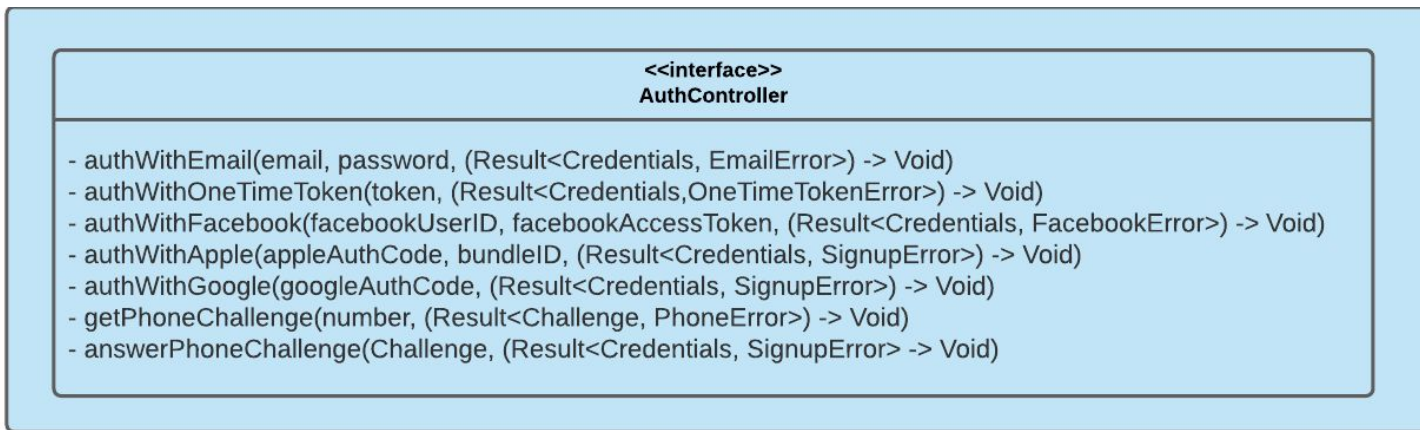 <<interface>>
AuthController
- authWithEmail(email, password, (Result<Credentials, EmailError>) -> Void)
- authWithOneTimeToken(token, (Result<Credentials,OneTimeTokenError>) -> Void)
- authWithFacebook(facebookUserID, facebookAccessToken, (Result<Credentials, FacebookError>) -> Void)
- authWithApple(appleAuthCode, bundleID, (Result<Credentials, SignupError>) -> Void)
- authWithGoogle(googleAuthCode, (Result<Credentials, SignupError>) -> Void)
- getPhoneChallenge(number, (Result<Challenge, PhoneError>) -> Void)
- answerPhoneChallenge(Challenge, (Result<Credentials, SignupError> -> Void)